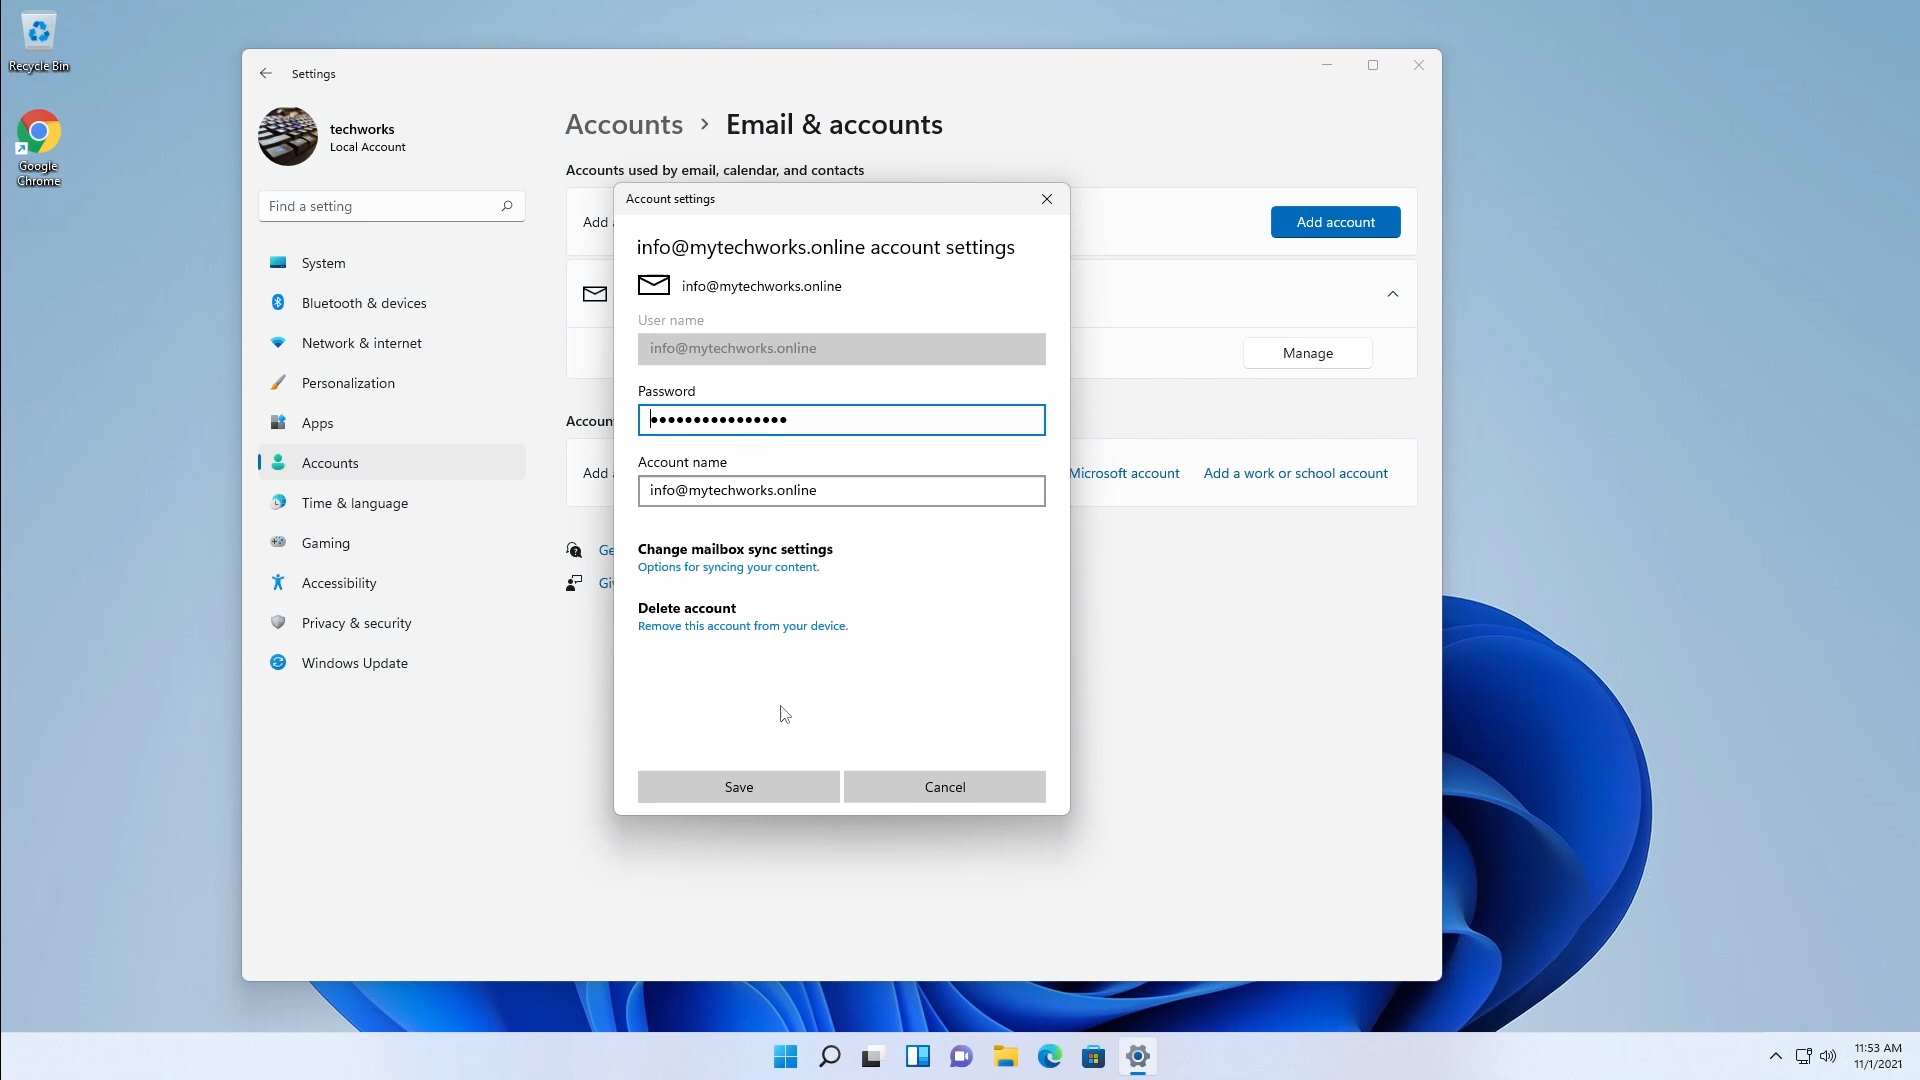 Recycle Bin
Google
Chrome
Settings
techworks
Local Account
Find a setting
System
Bluetooth & devices
Network & internet
Personalization
Apps
Accounts
Time & language
Gaming
Accessibility
Privacy & security
Windows Update
Accounts > Email & accounts
Accounts used by email, calendar, and contacts
Add a
Add account
Manage
Accoun
Add a
Microsoft account
Add a work or school account
Ge
Giv
Account settings
info@mytechworks.online account settings
info@mytechworks.online
User name
info@mytechworks.online
Password
••••••••••••••••
Account name
info@mytechworks.online
Change mailbox sync settings
Options for syncing your content.
Delete account
Remove this account from your device.
Save
Cancel
11:53 AM
11/1/2021